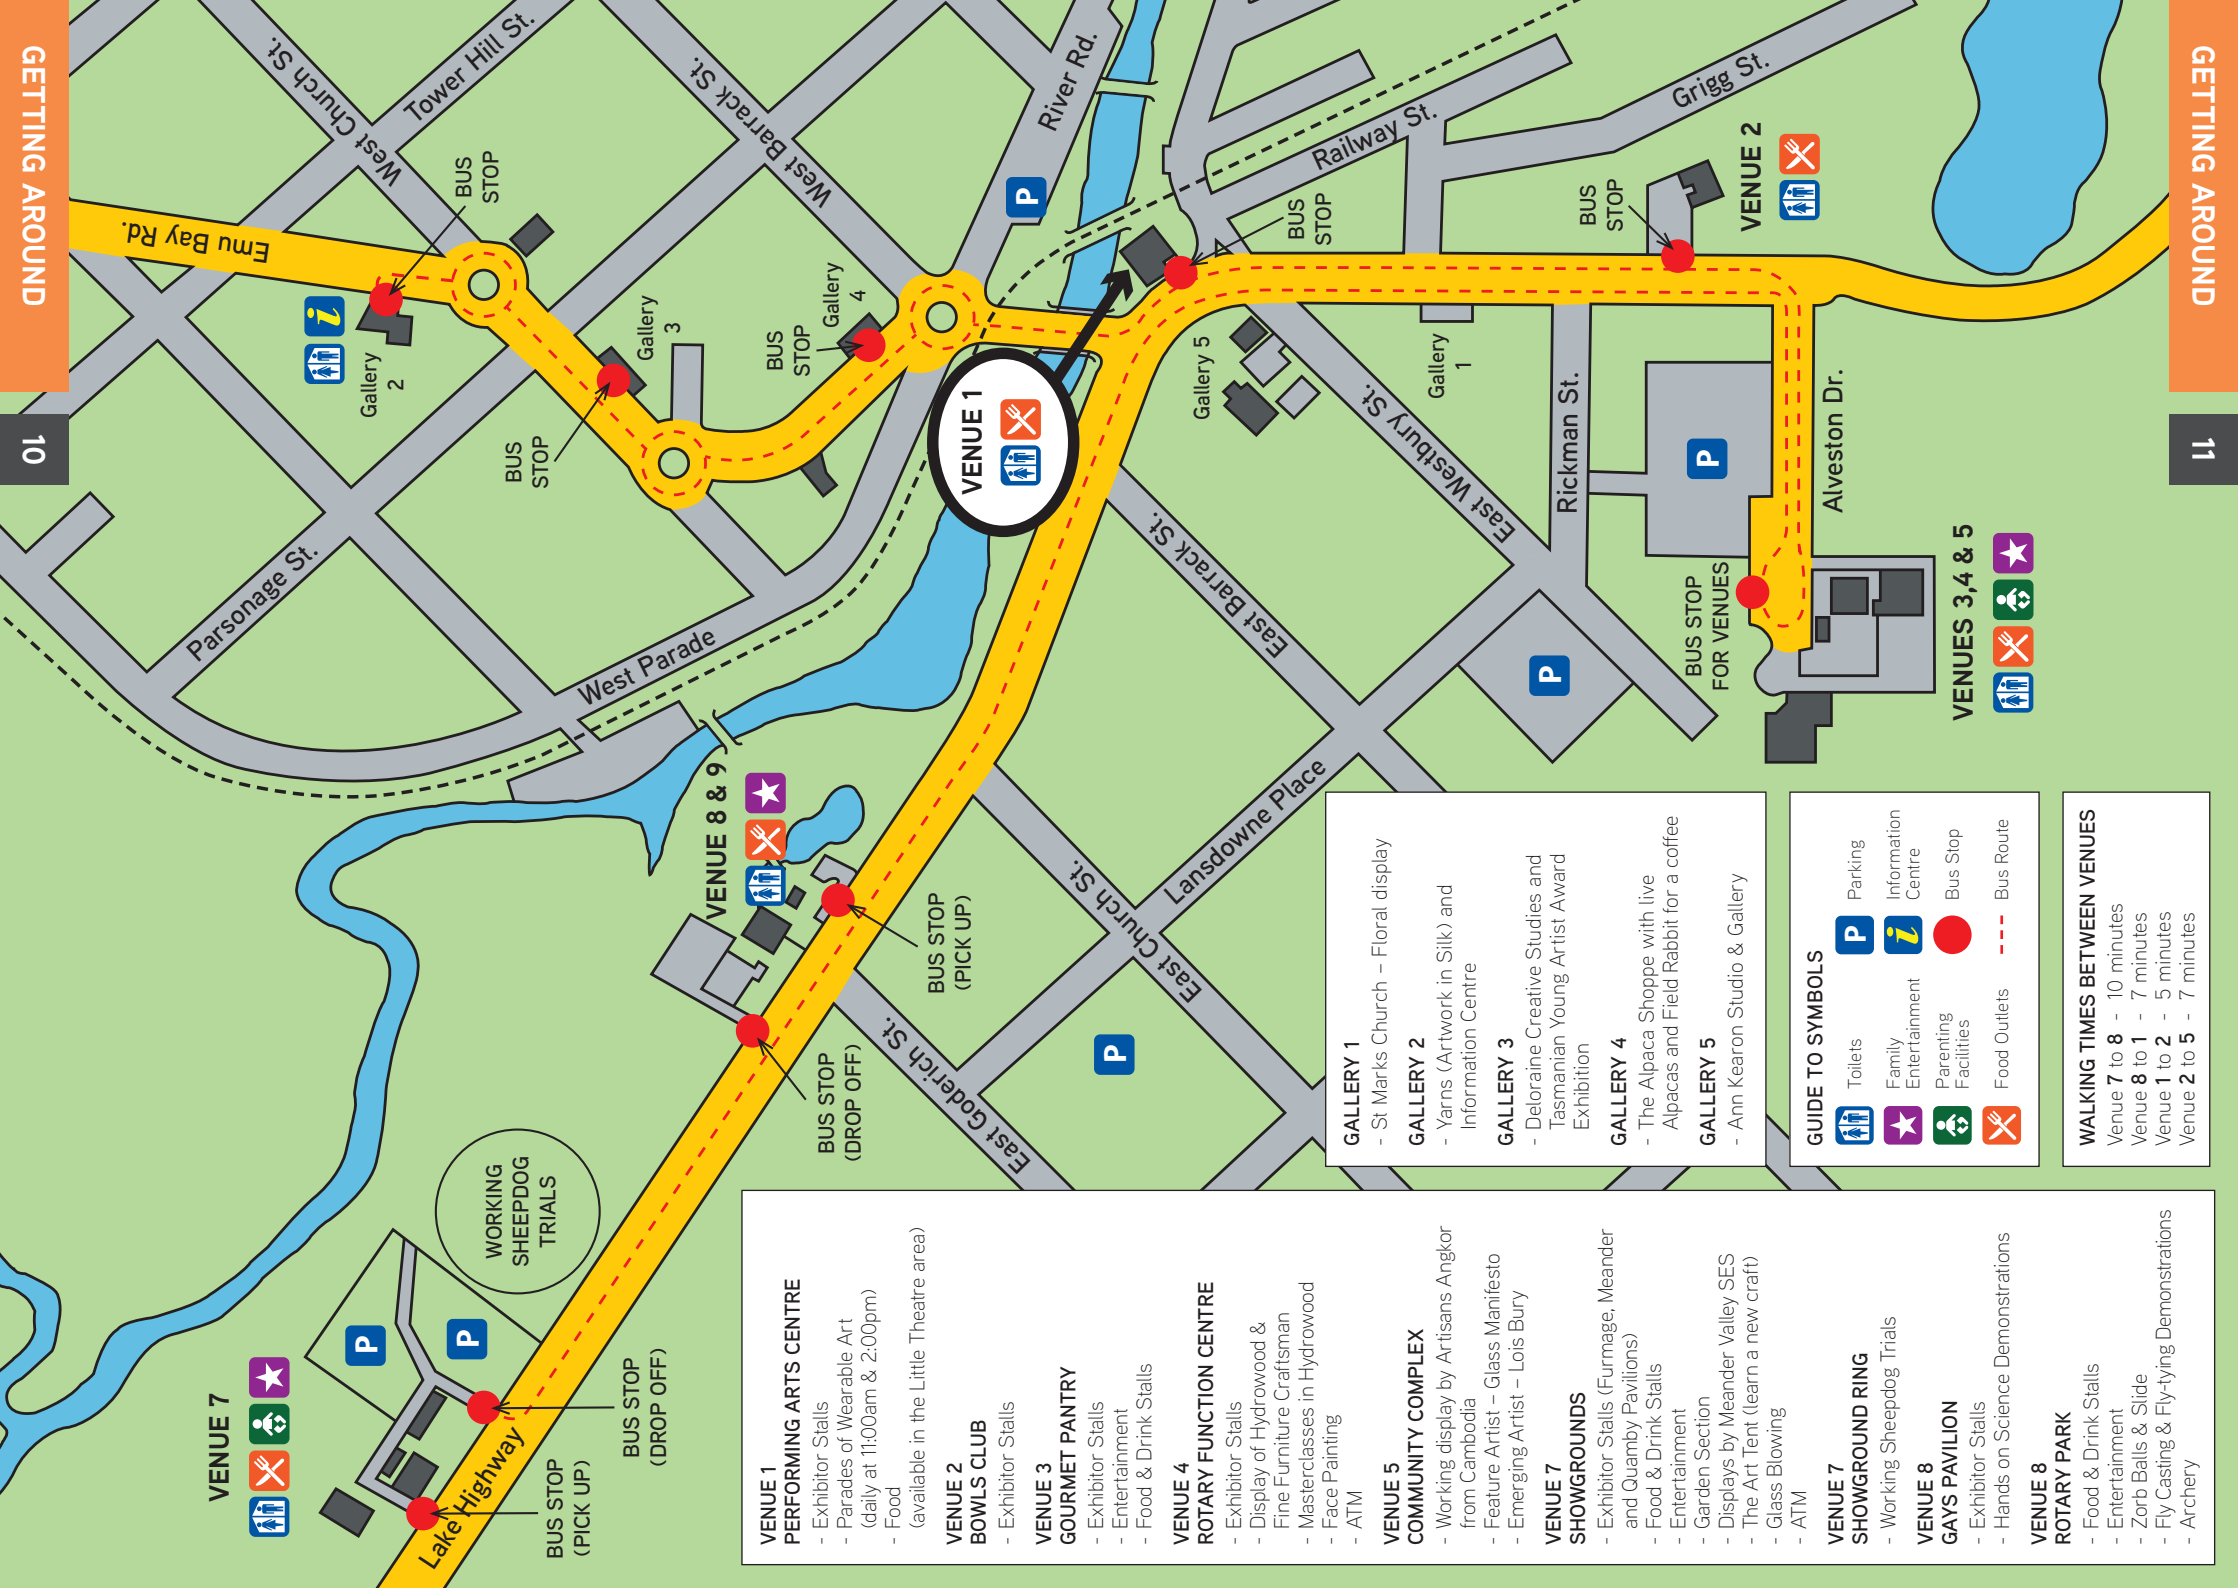 GETTING AROUND
10
GETTING AROUND
11
West Church St.
Tower Hill St.
West Barrack St.
River Rd.
Emu Bay Rd.
BUS
STOP
Gallery
2
Gallery
3
BUS
STOP
BUS
STOP
Gallery
4
P
VENUE 1
Railway St.
Grigg St.
BUS
STOP
BUS
STOP
VENUE 2
Gallery 5
Gallery
1
East Westbury St.
Rickman St.
P
Alveston Dr.
BUS STOP
FOR VENUES
VENUES 3,4 & 5
P
Parsonage St.
West Parade
East Barrack St.
Lansdowne Place
East Church St.
East Goderich St.
P
VENUE 8 & 9
BUS STOP
(PICK UP)
BUS STOP
(DROP OFF)
WORKING
SHEEPDOG
TRIALS
P
P
VENUE 7
BUS STOP
(DROP OFF)
BUS STOP
(PICK UP)
Lake Highway
VENUE 1
PERFORMING ARTS CENTRE
- Exhibitor Stalls
- Parades of Wearable Art
(daily at 11:00am & 2:00pm)
- Food
(available in the Little Theatre area)
VENUE 2
BOWLS CLUB
- Exhibitor Stalls
VENUE 3
GOURMET PANTRY
- Exhibitor Stalls
- Entertainment
- Food & Drink Stalls
VENUE 4
ROTARY FUNCTION CENTRE
- Exhibitor Stalls
- Display of Hydrowood &
Fine Furniture Craftsman
- Masterclasses in Hydrowood
- Face Painting
- ATM
VENUE 5
COMMUNITY COMPLEX
- Working display by Artisans Angkor
from Cambodia
- Feature Artist – Glass Manifesto
- Emerging Artist – Lois Bury
VENUE 7
SHOWGROUNDS
- Exhibitor Stalls (Furmage, Meander
and Quamby Pavilions)
- Food & Drink Stalls
- Entertainment
- Garden Section
- Displays by Meander Valley SES
- The Art Tent (learn a new craft)
- Glass Blowing
- ATM
VENUE 7
SHOWGROUND RING
- Working Sheepdog Trials
VENUE 8
GAYS PAVILION
- Exhibitor Stalls
- Hands on Science Demonstrations
VENUE 8
ROTARY PARK
- Food & Drink Stalls
- Entertainment
- Zorb Balls & Slide
- Fly Casting & Fly-tying Demonstrations
- Archery
GALLERY 1
- St Marks Church – Floral display
GALLERY 2
- Yarns (Artwork in Silk) and
Information Centre
GALLERY 3
- Deloraine Creative Studies and
Tasmanian Young Artist Award
Exhibition
GALLERY 4
- The Alpaca Shoppe with live
Alpacas and Field Rabbit for a coffee
GALLERY 5
- Ann Kearon Studio & Gallery
GUIDE TO SYMBOLS
Toilets
Family
Entertainment
Parenting
Facilities
Food Outlets
P Parking
i Information
Centre
Bus Stop
Bus Route
WALKING TIMES BETWEEN VENUES
Venue 7 to 8 - 10 minutes
Venue 8 to 1 - 7 minutes
Venue 1 to 2 - 5 minutes
Venue 2 to 5 - 7 minutes